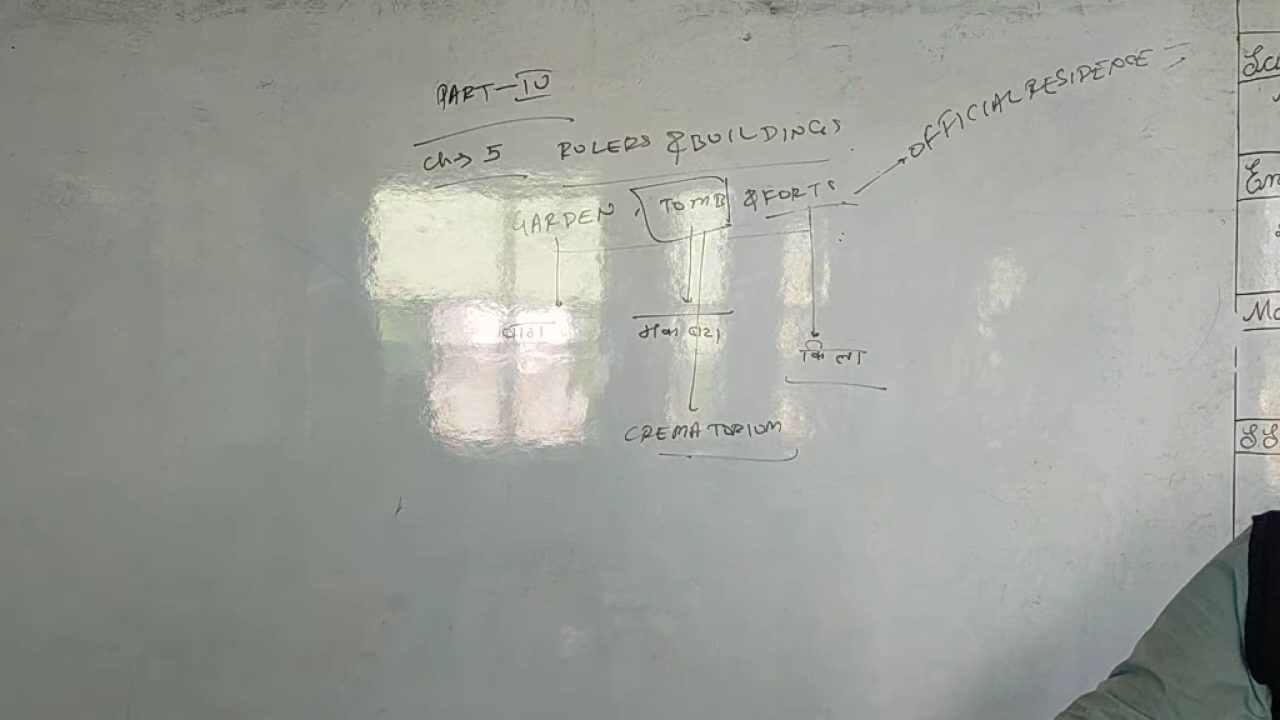 PART-IV
Ch→5 RULERS & BUILDINGS
GARDEN, TOMB & FORTS → OFFICIAL RESIDENCE
बाग मकबरा किला
CREMATORIUM